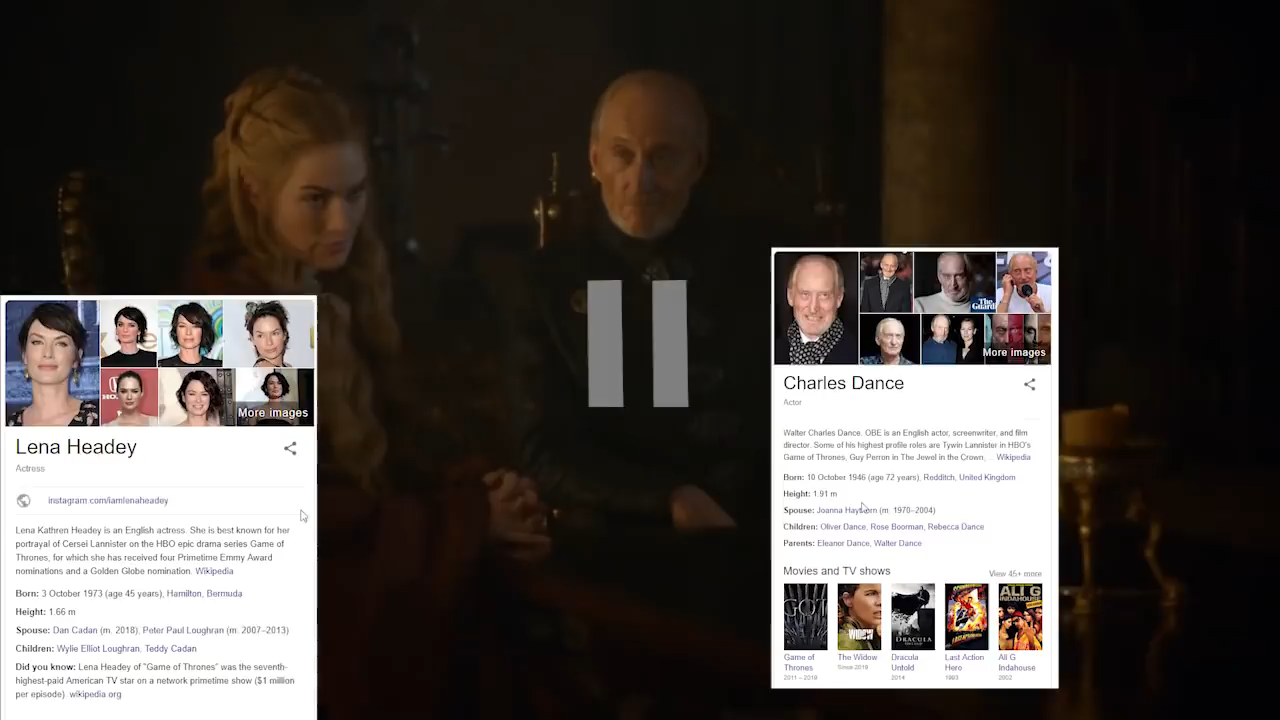 Lena Headey
Actress
More images
instagram.com/iamlenaheadey
Lena Kathren Headey is an English actress. She is best known for her
portrayal of Cersei Lannister on the HBO epic drama series Game of
Thrones, for which she has received four Primetime Emmy Award
nominations and a Golden Globe nomination. Wikipedia
Born: 3 October 1973 (age 45 years), Hamilton, Bermuda
Height: 1.66 m
Spouse: Dan Cadan (m. 2018), Peter Paul Loughran (m. 2007–2013)
Children: Wylie Elliot Loughran, Teddy Cadan
Did you know: Lena Headey of "Game of Thrones" was the seventh-
highest-paid American TV star on a network primetime show ($1 million
per episode). wikipedia.org
The
Guardi
More images
Charles Dance
Actor
Walter Charles Dance, OBE is an English actor, screenwriter, and film
director. Some of his highest profile roles are Tywin Lannister in HBO's
Game of Thrones, Guy Perron in The Jewel in the Crown, ... Wikipedia
Born: 10 October 1946 (age 72 years), Redditch, United Kingdom
Height: 1.91 m
Spouse: Joanna Haythorn (m. 1970–2004)
Children: Oliver Dance, Rose Boorman, Rebecca Dance
Parents: Eleanor Dance, Walter Dance
Movies and TV shows
View 45+ more
GOT
WIDOW
DRACULA
LAST ACTION
ALI G
INDAHOUSE
Game of
Thrones
2011 – 2019
The Widow
Since 2019
Dracula
Untold
2014
Last Action
Hero
1993
Ali G
Indahouse
2002